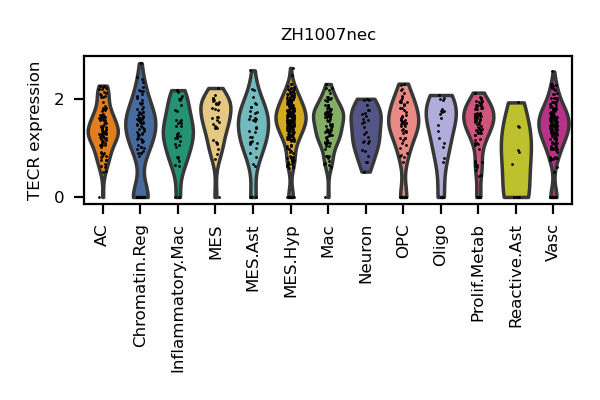 ZH1007nec
TECR expression
2
0
AC
Chromatin.Reg
Inflammatory.Mac
MES
MES.Ast
MES.Hyp
Mac
Neuron
OPC
Oligo
Prolif.Metab
Reactive.Ast
Vasc